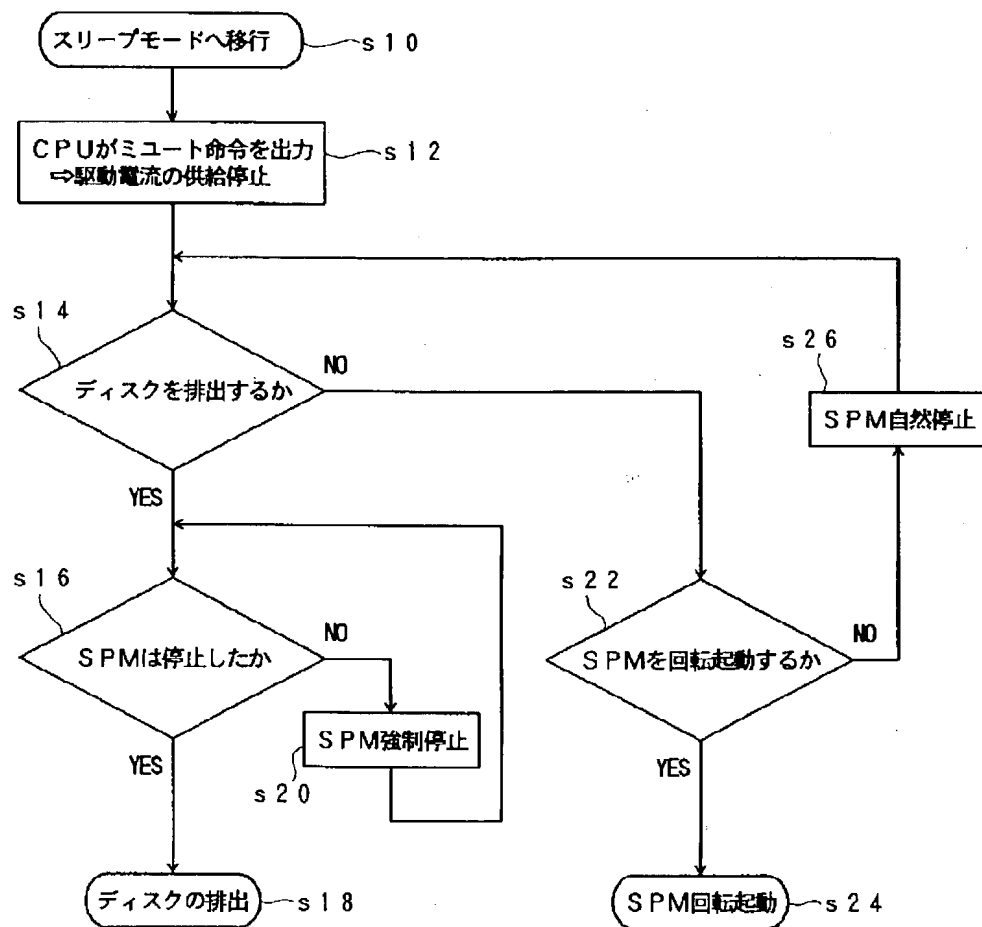 スリープモードへ移行
s10
CPUがミュート命令を出力
⇨駆動電流の供給停止
s12
s14
ディスクを排出するか
NO
YES
s26
SPM自然停止
s16
SPMは停止したか
NO
YES
s22
SPMを回転起動するか
NO
YES
SPM強制停止
s20
ディスクの排出
s18
SPM回転起動
s24